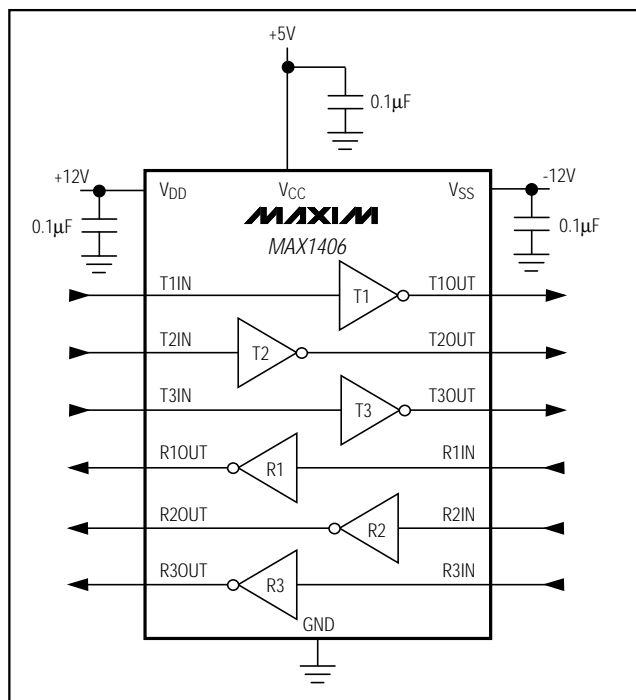 +5V
0.1μF
+12V
-12V
VDD
VCC
VSS
0.1μF
0.1μF
MAXIM
MAX1406
T1IN
T1
T1OUT
T2IN
T2
T2OUT
T3IN
T3
T3OUT
R1OUT
R1
R1IN
R2OUT
R2
R2IN
R3OUT
R3
R3IN
GND